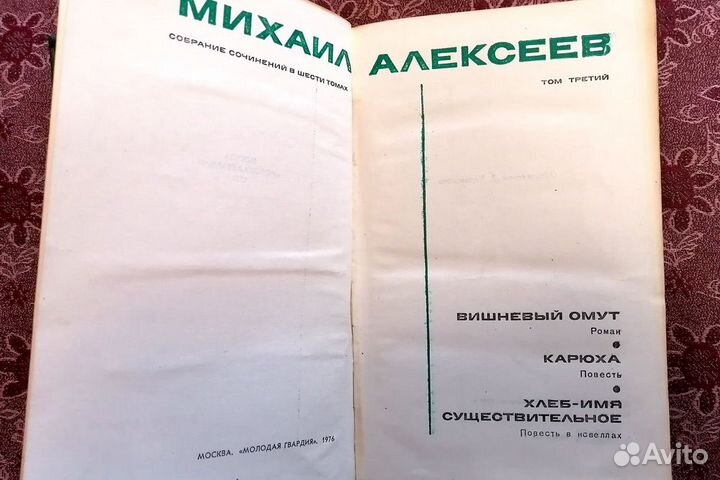 МИХАИЛ
СОБРАНИЕ СОЧИНЕНИЙ В ШЕСТИ ТОМАХ
МОСКВА. «МОЛОДАЯ ГВАРДИЯ», 1976
АЛЕКСЕЕВ
ТОМ ТРЕТИЙ
ВИШНЕВЫЙ ОМУТ
Роман
КАРЮХА
Повесть
ХЛЕБ-ИМЯ
СУЩЕСТВИТЕЛЬНОЕ
Повесть в новеллах
Avito